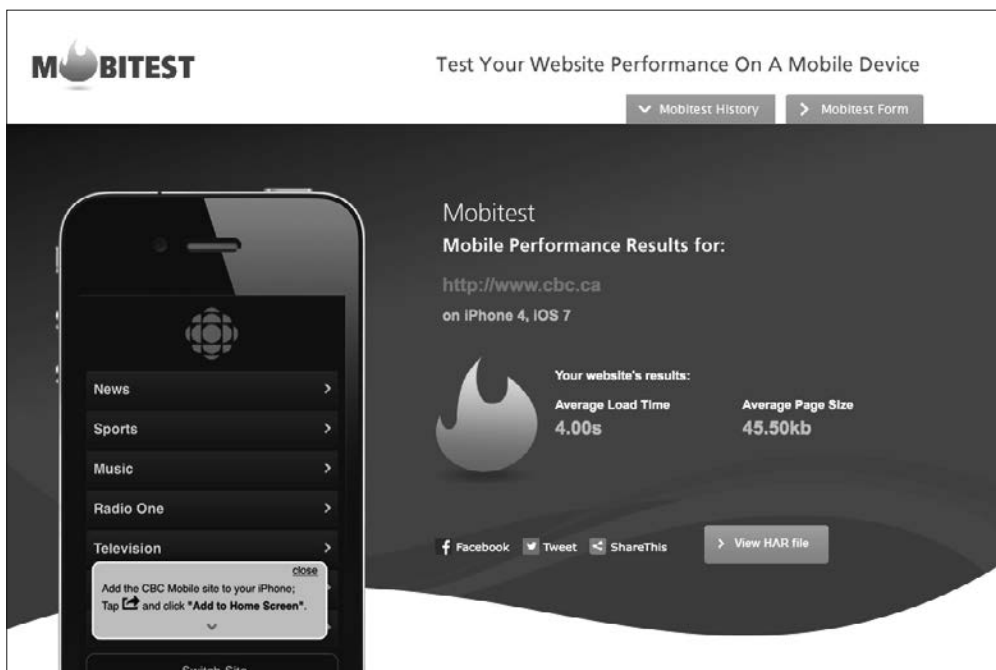 MOBITEST
Test Your Website Performance On A Mobile Device
Mobitest History
Mobitest Form
Mobitest
Mobile Performance Results for:
http://www.cbc.ca
on iPhone 4, iOS 7
Your website's results:
Average Load Time
Average Page Size
4.00s
45.50kb
Facebook
Tweet
ShareThis
View HAR file
News
Sports
Music
Radio One
Television
close
Add the CBC Mobile site to your iPhone;
Tap and click "Add to Home Screen".
Switch Site